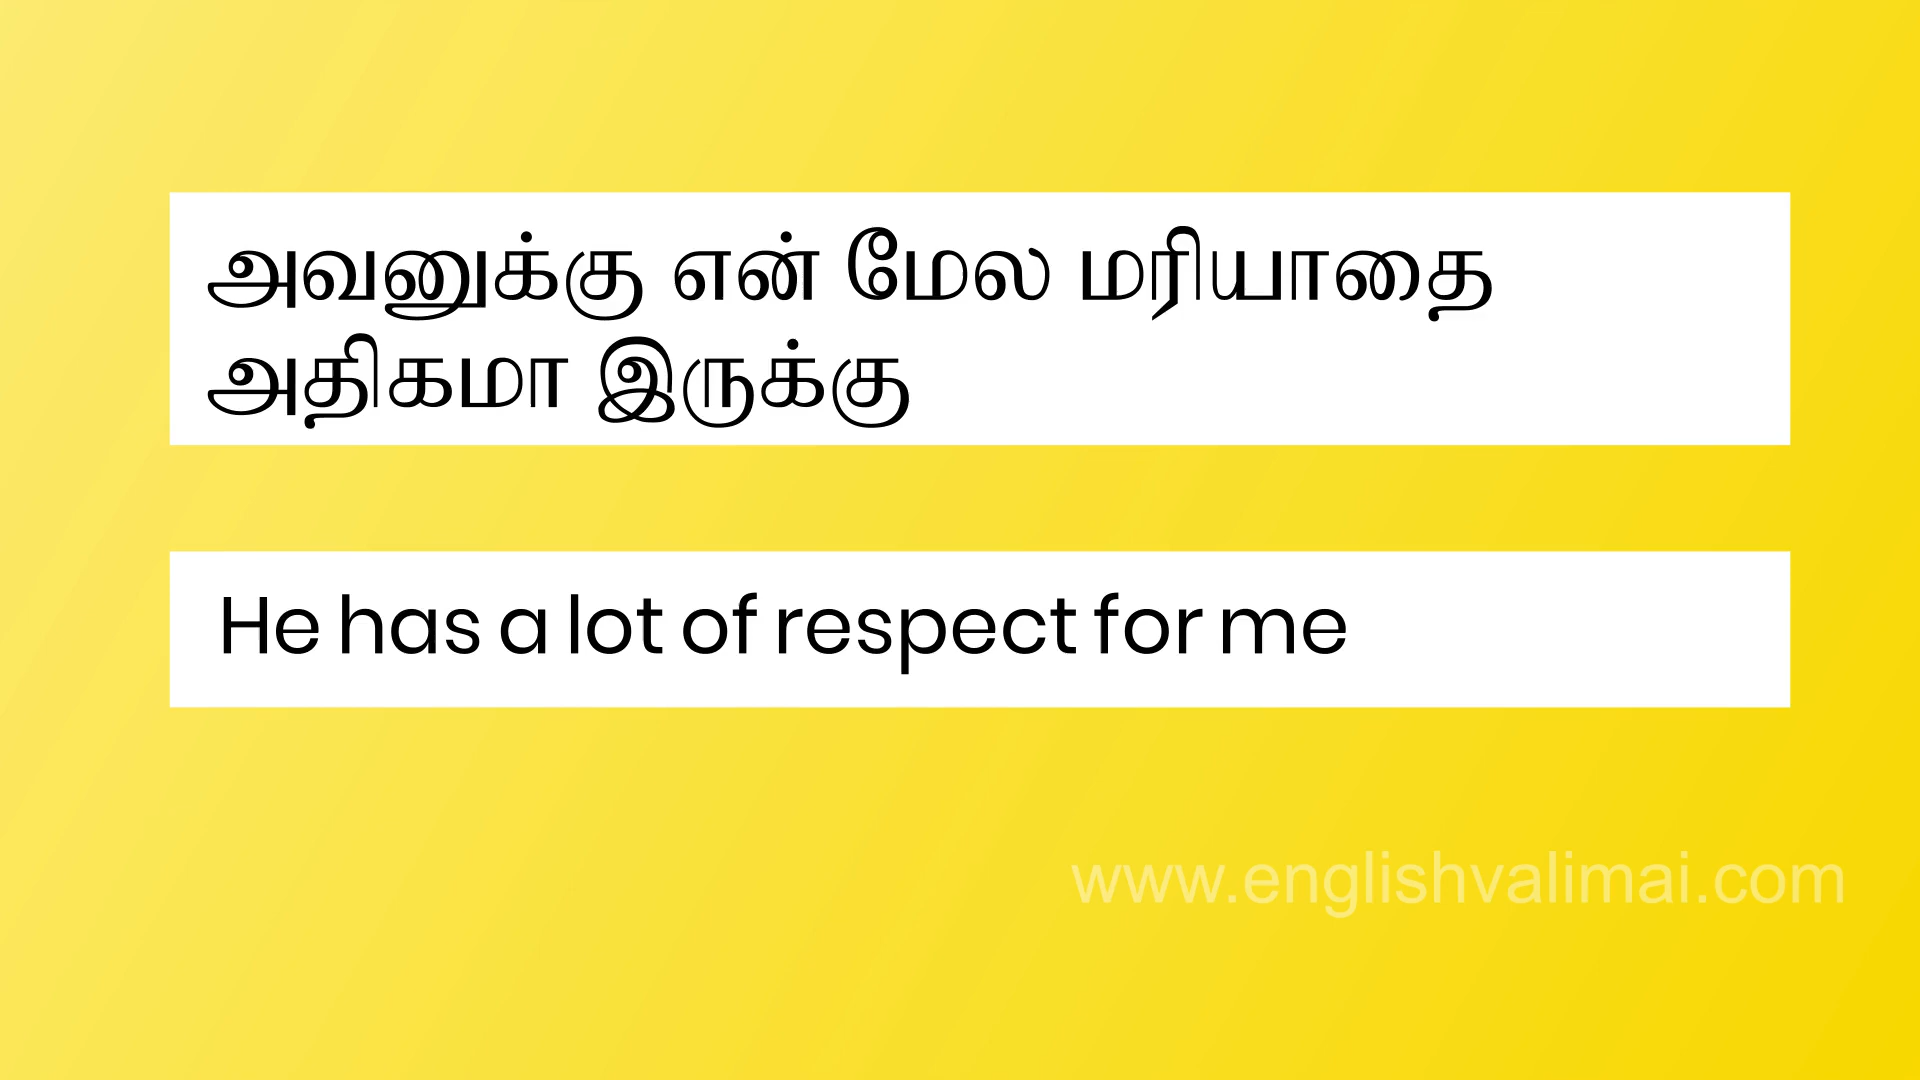 அவனுக்கு என் மேல மரியாதை
அதிகமா இருக்கு
He has a lot of respect for me
www.englishvalimai.com